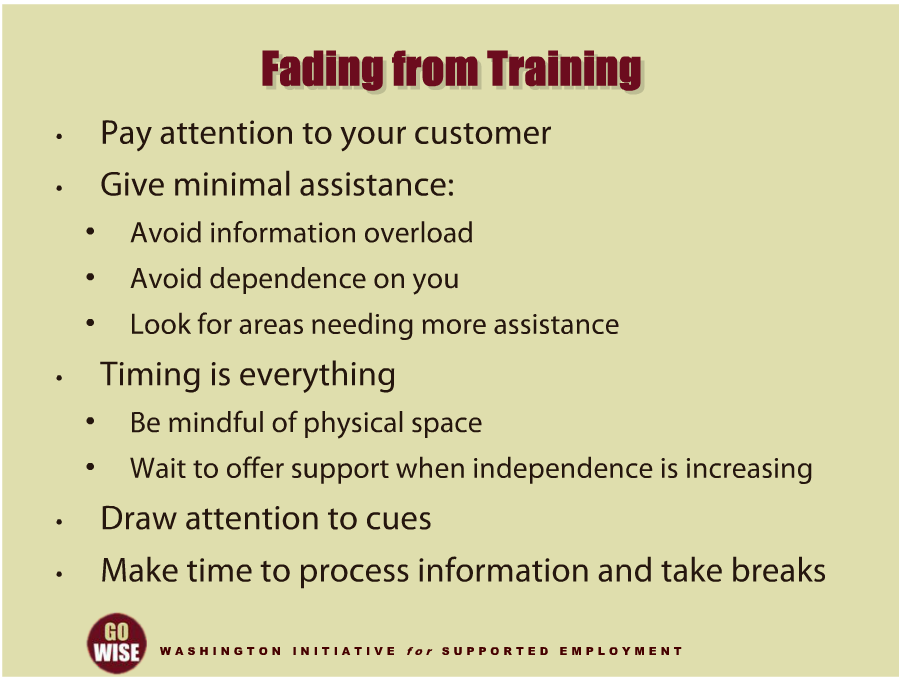 Fading from Training
• Pay attention to your customer
• Give minimal assistance:
• Avoid information overload
• Avoid dependence on you
• Look for areas needing more assistance
• Timing is everything
• Be mindful of physical space
• Wait to offer support when independence is increasing
• Draw attention to cues
• Make time to process information and take breaks
GO
WISE
WASHINGTON INITIATIVE for SUPPORTED EMPLOYMENT